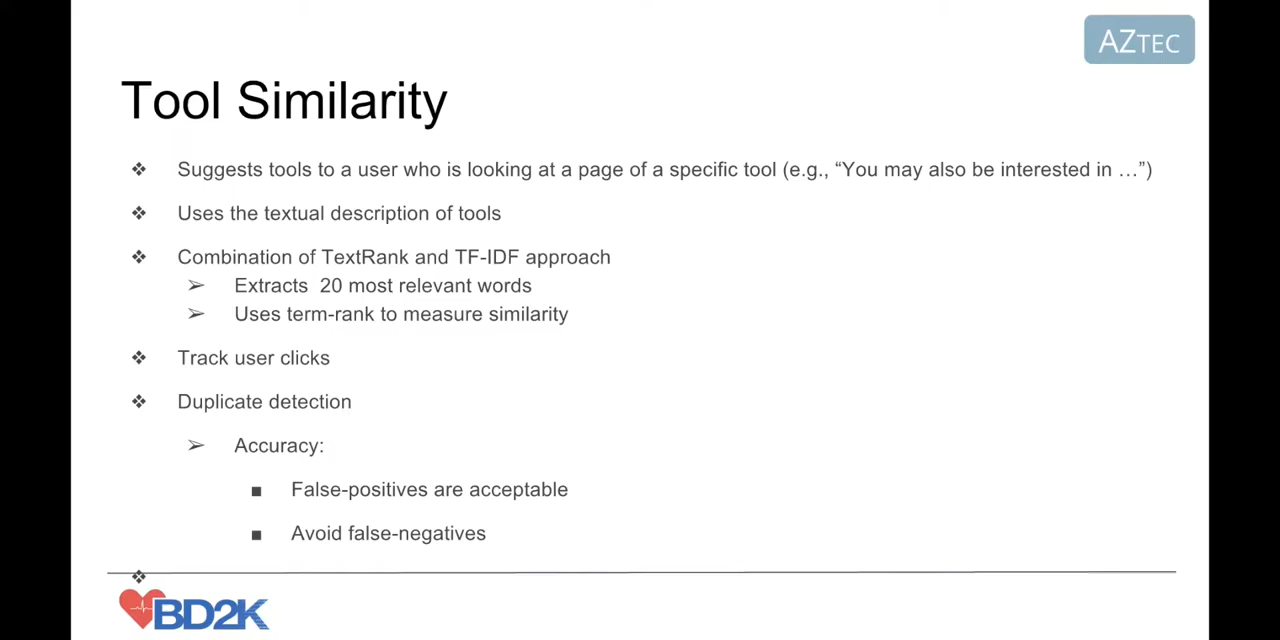 AZTEC
Tool Similarity
❖ Suggests tools to a user who is looking at a page of a specific tool (e.g., “You may also be interested in …”)
❖ Uses the textual description of tools
❖ Combination of TextRank and TF-IDF approach
➢ Extracts  20 most relevant words
➢ Uses term-rank to measure similarity
❖ Track user clicks
❖ Duplicate detection
➢ Accuracy:
■ False-positives are acceptable
■ Avoid false-negatives
❖
BD2K